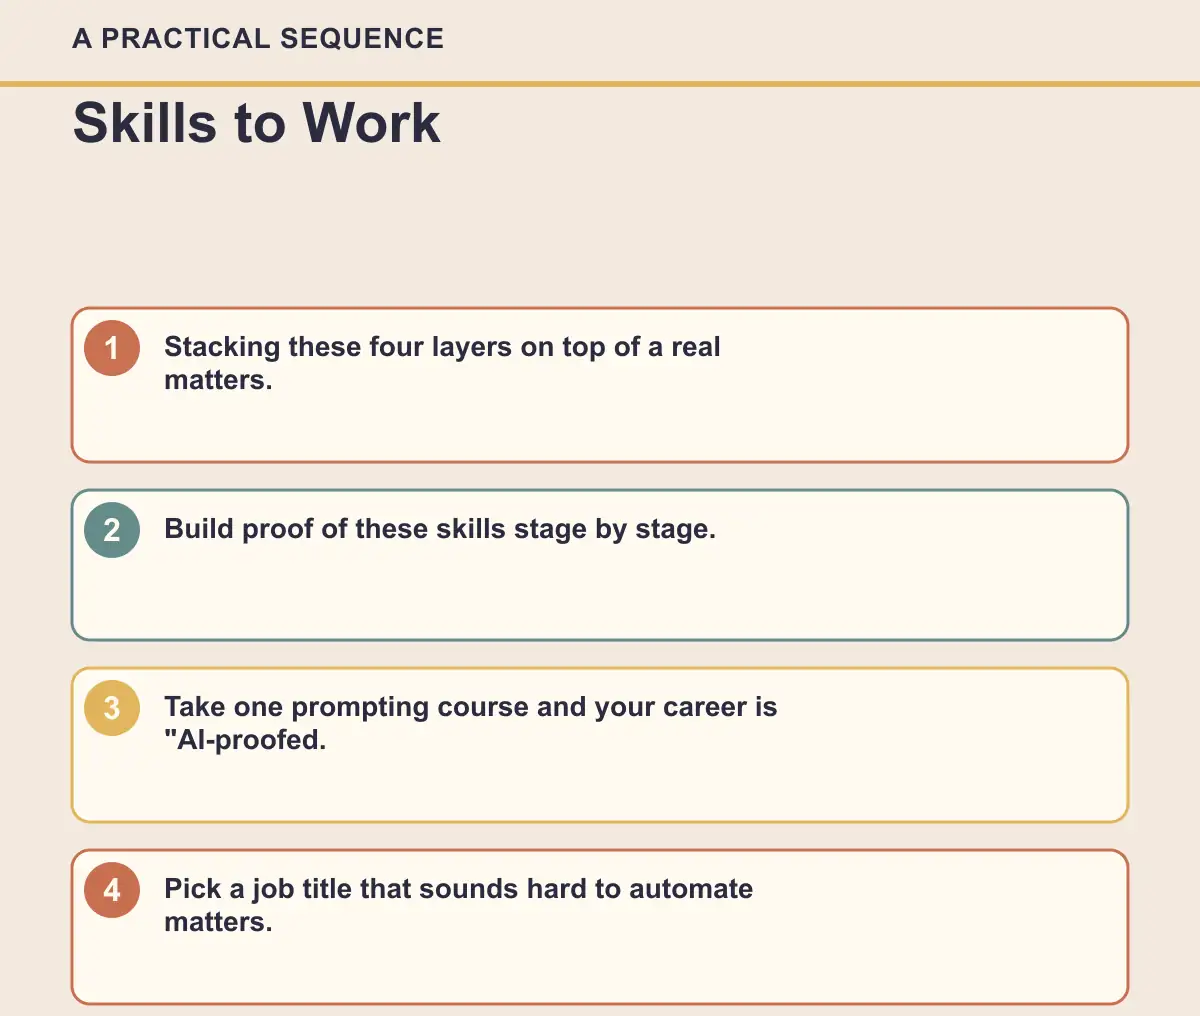 A PRACTICAL SEQUENCE
Skills to Work
1
Stacking these four layers on top of a real
matters.
2
Build proof of these skills stage by stage.
3
Take one prompting course and your career is
"AI-proofed.
4
Pick a job title that sounds hard to automate
matters.